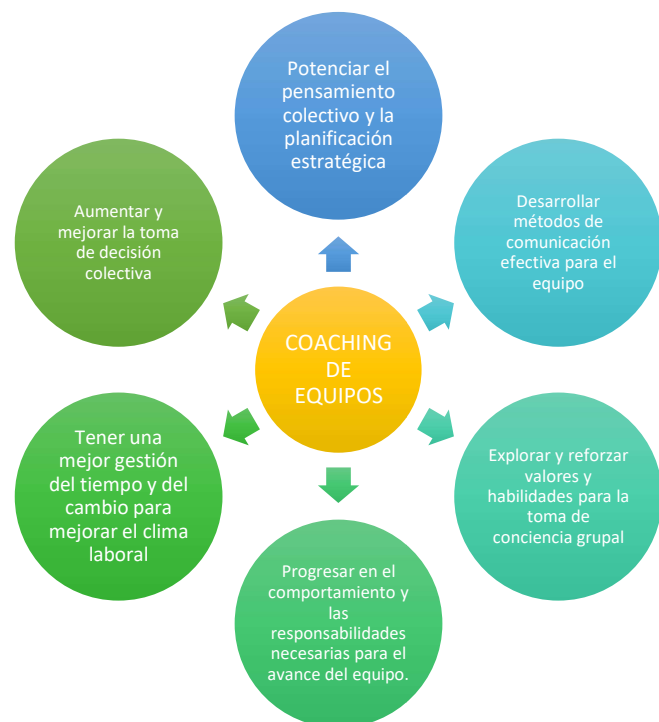 Potenciar el
pensamiento
colectivo y la
planificación
estratégica
Desarrollar
métodos de
comunicación
efectiva para el
equipo
Explorar y reforzar
valores y
habilidades para la
toma de
conciencia grupal
Progresar en el
comportamiento y
las
responsabilidades
necesarias para el
avance del equipo.
Tener una
mejor gestión
del tiempo y del
cambio para
mejorar el clima
laboral
Aumentar y
mejorar la toma
de decisión
colectiva
COACHING
DE
EQUIPOS